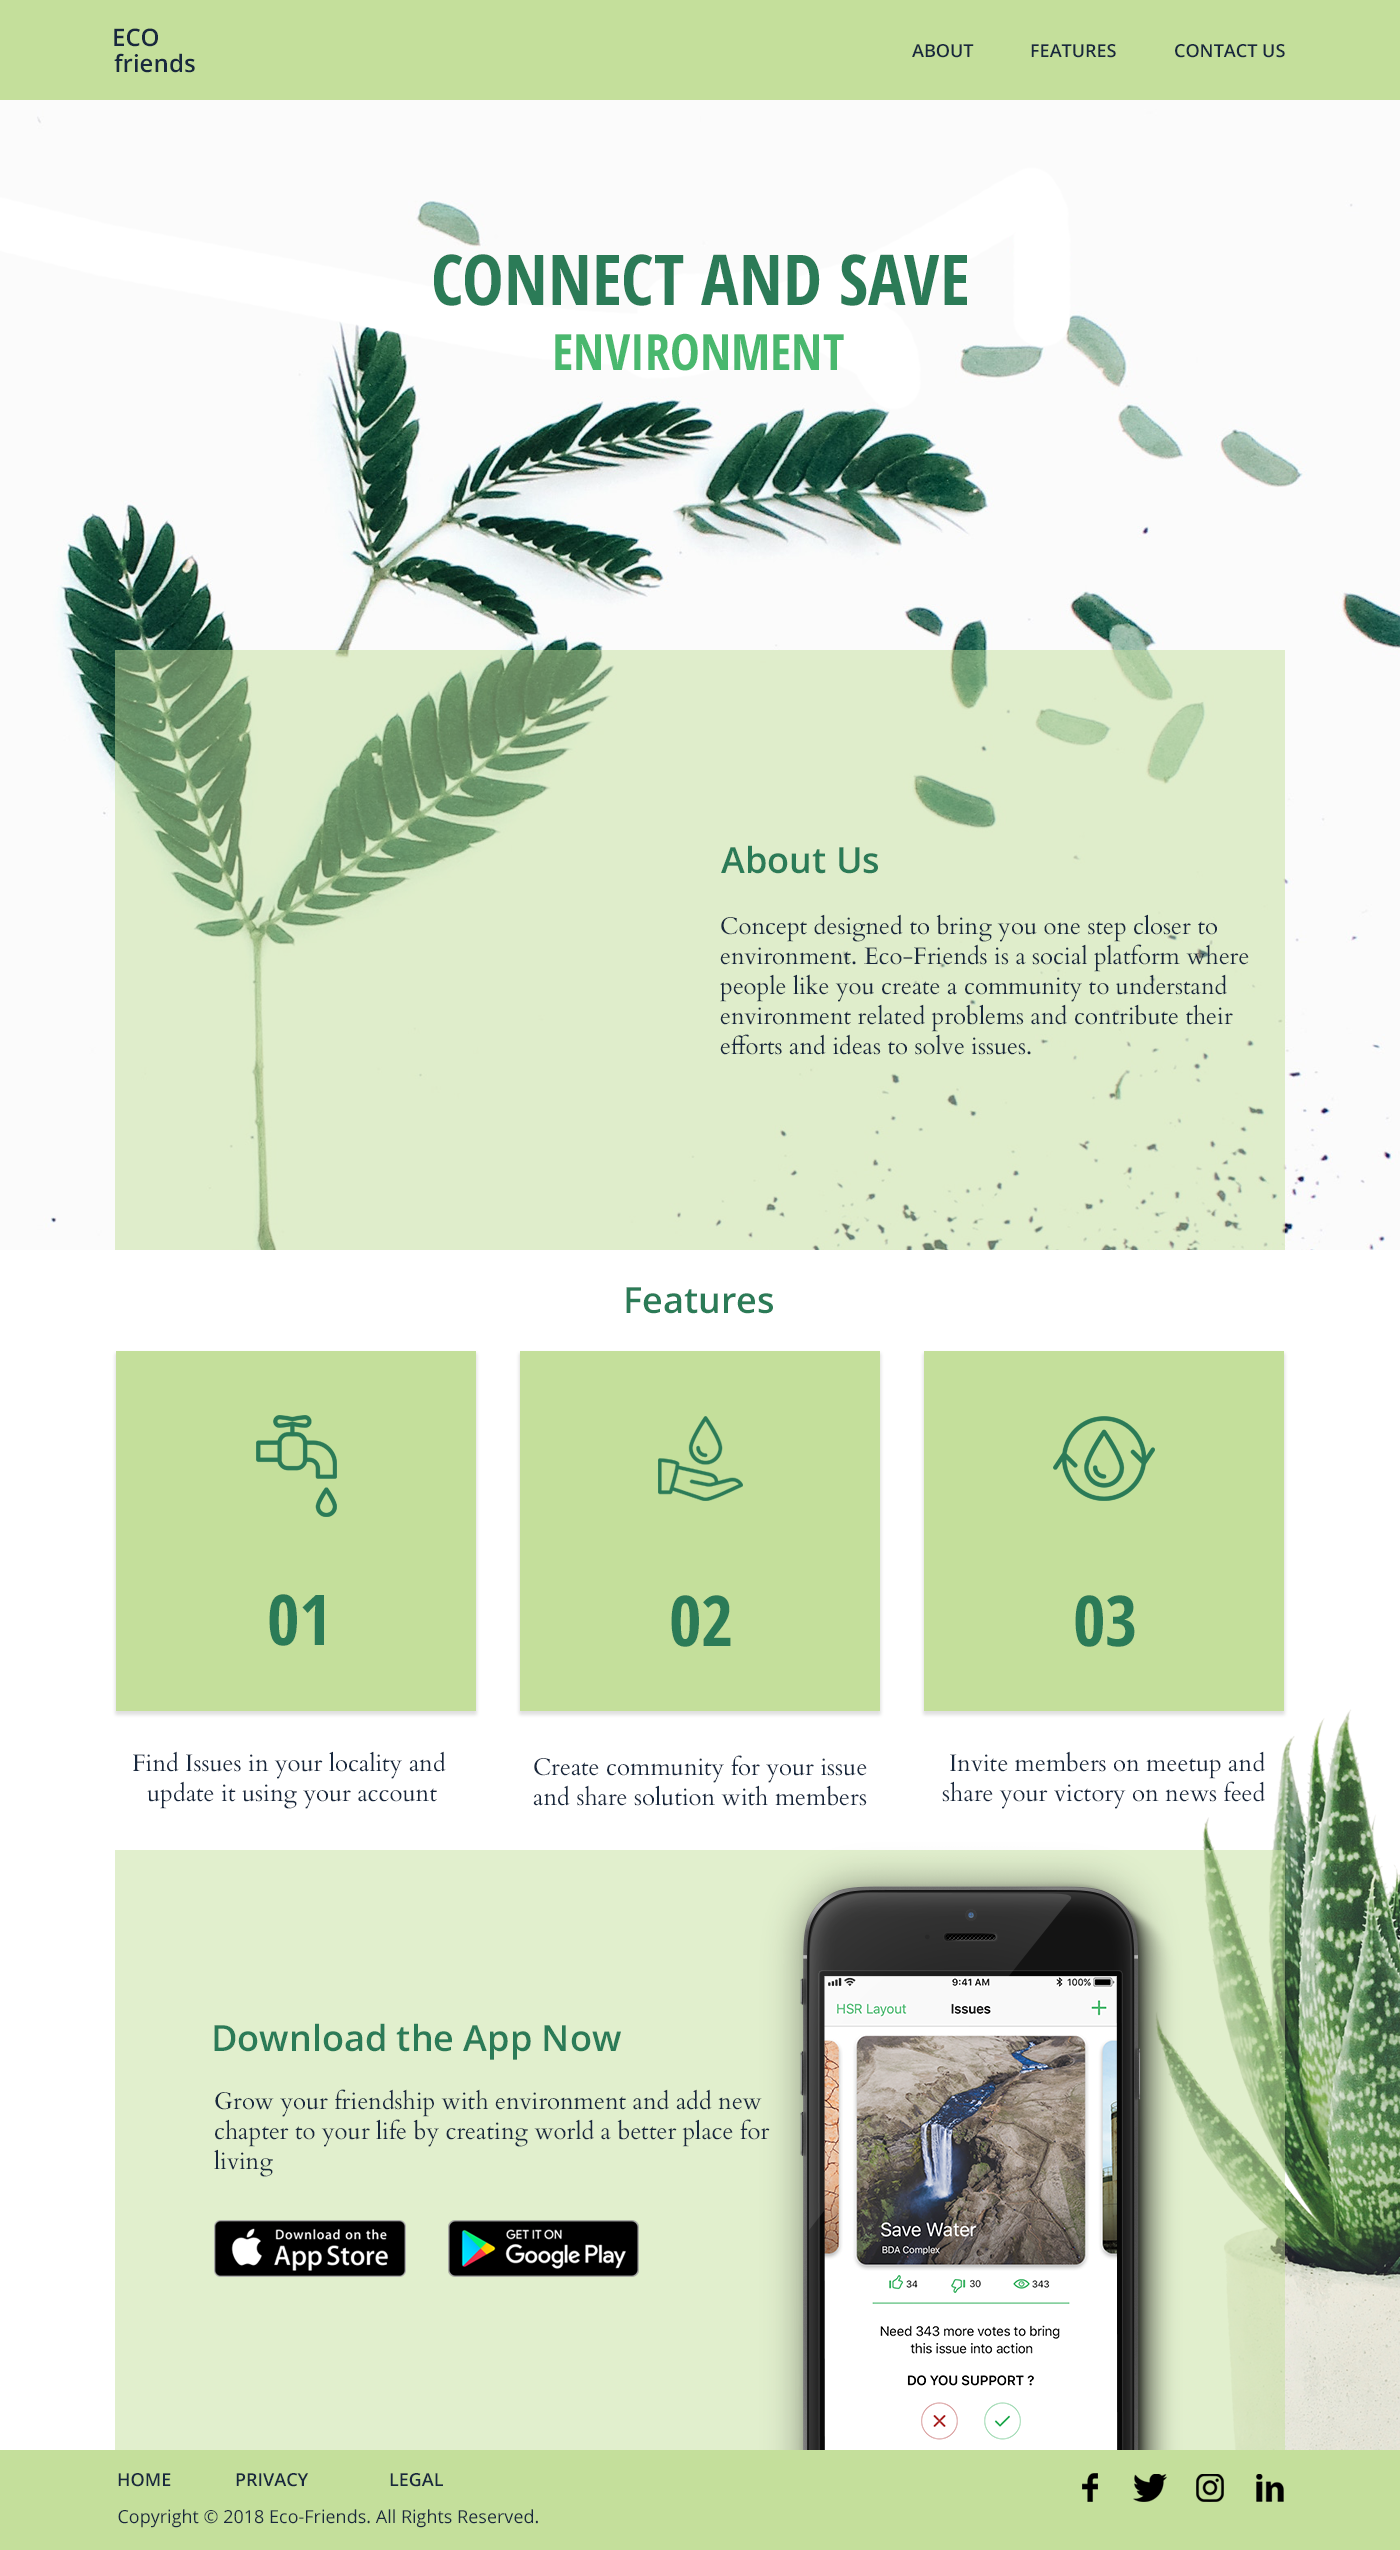 ECO
friends
ABOUT FEATURES CONTACT US
CONNECT AND SAVE
ENVIRONMENT
About Us
Concept designed to bring you one step closer to
environment. Eco-Friends is a social platform where
people like you create a community to understand
environment related problems and contribute their
efforts and ideas to solve issues.
Features
01
02
03
Find Issues in your locality and
update it using your account
Create community for your issue
and share solution with members
Invite members on meetup and
share your victory on news feed
Download the App Now
Grow your friendship with environment and add new
chapter to your life by creating world a better place for
living
Download on the
App Store
GET IT ON
Google Play
9:41 AM 100%
HSR Layout Issues +
Save Water
BDA Complex
34 30 343
Need 343 more votes to bring
this issue into action
DO YOU SUPPORT ?
HOME PRIVACY LEGAL
Copyright © 2018 Eco-Friends. All Rights Reserved.